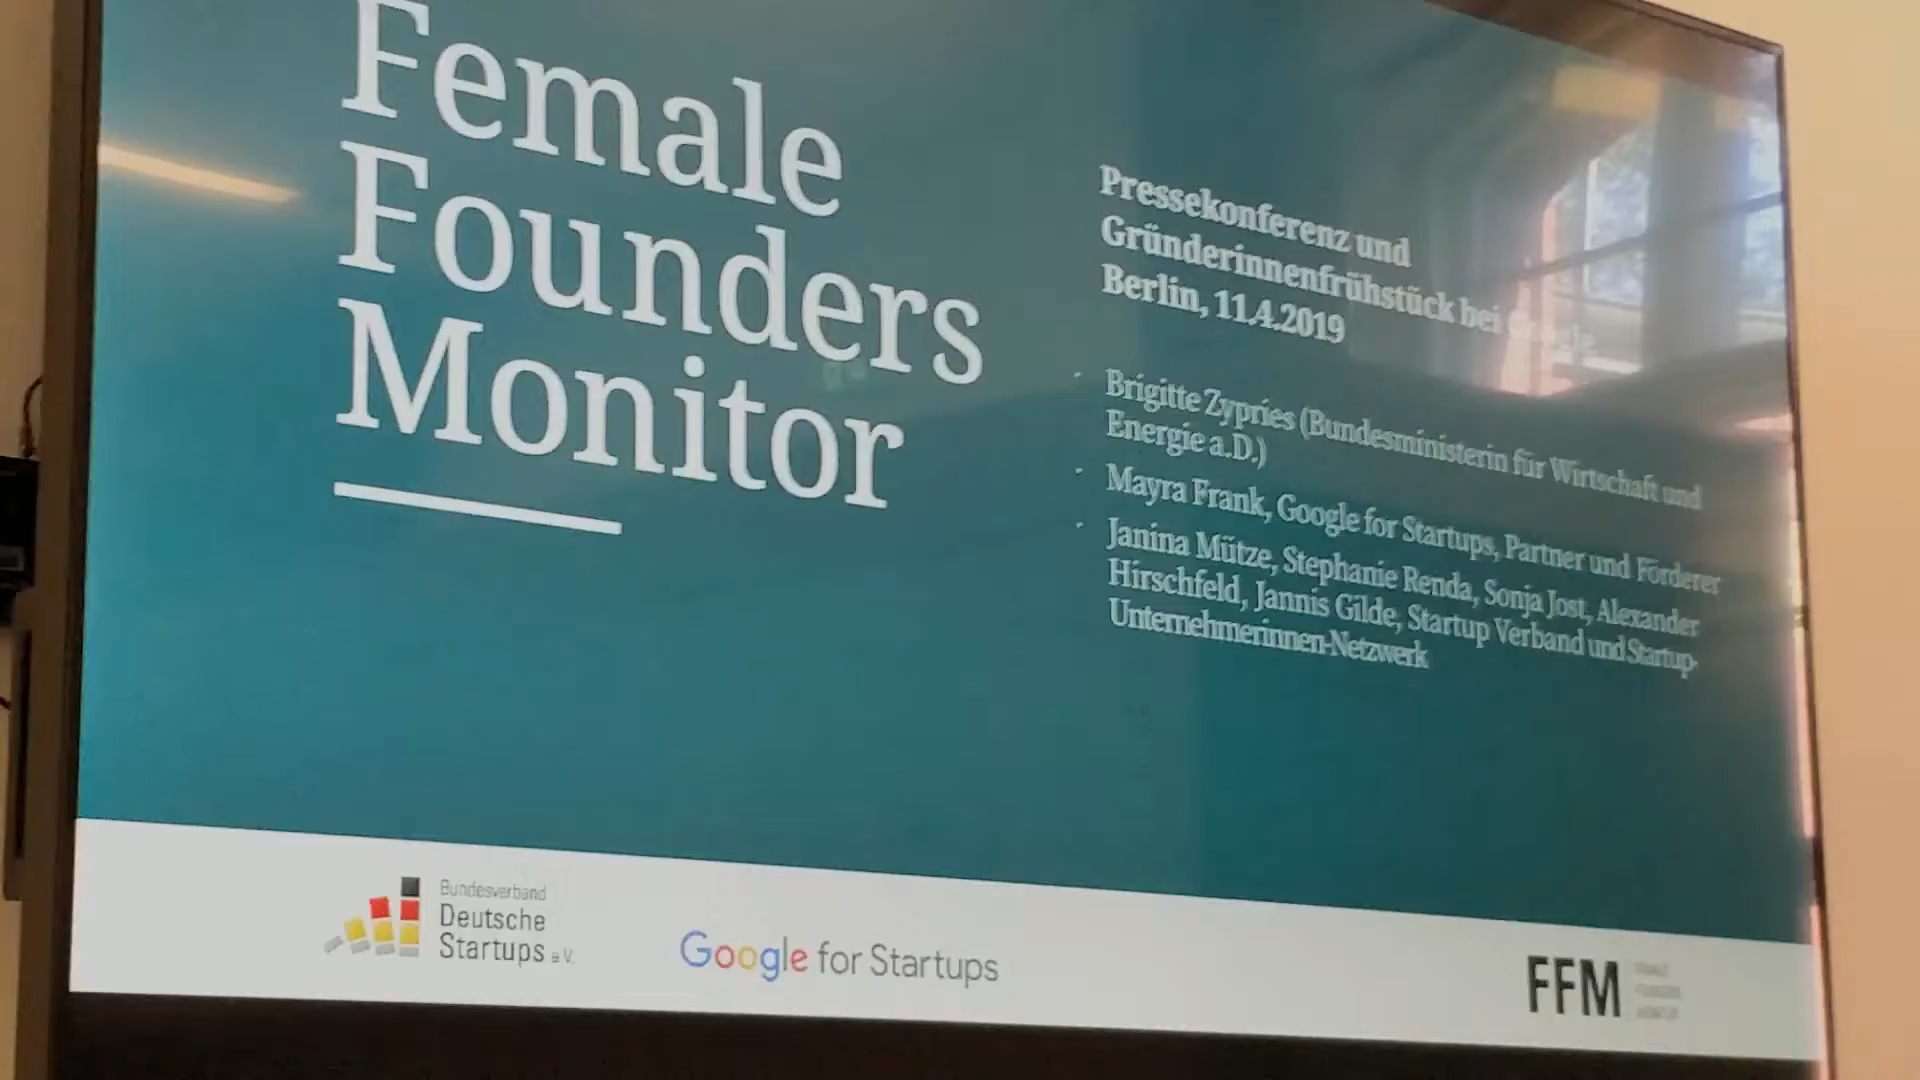 Female
Founders
Monitor
Pressekonferenz und
Gründerinnenfrühstück bei Google
Berlin, 11.4.2019
Brigitte Zypries (Bundesministerin für Wirtschaft und
Energie a.D.)
Mayra Frank, Google for Startups, Partner und Förderer
Janina Mütze, Stephanie Renda, Sonja Jost, Alexander
Hirschfeld, Jannis Gilde, Startup Verband und Startup-
Unternehmerinnen-Netzwerk
Bundesverband
Deutsche
Startups e.V.
Google for Startups
FFM